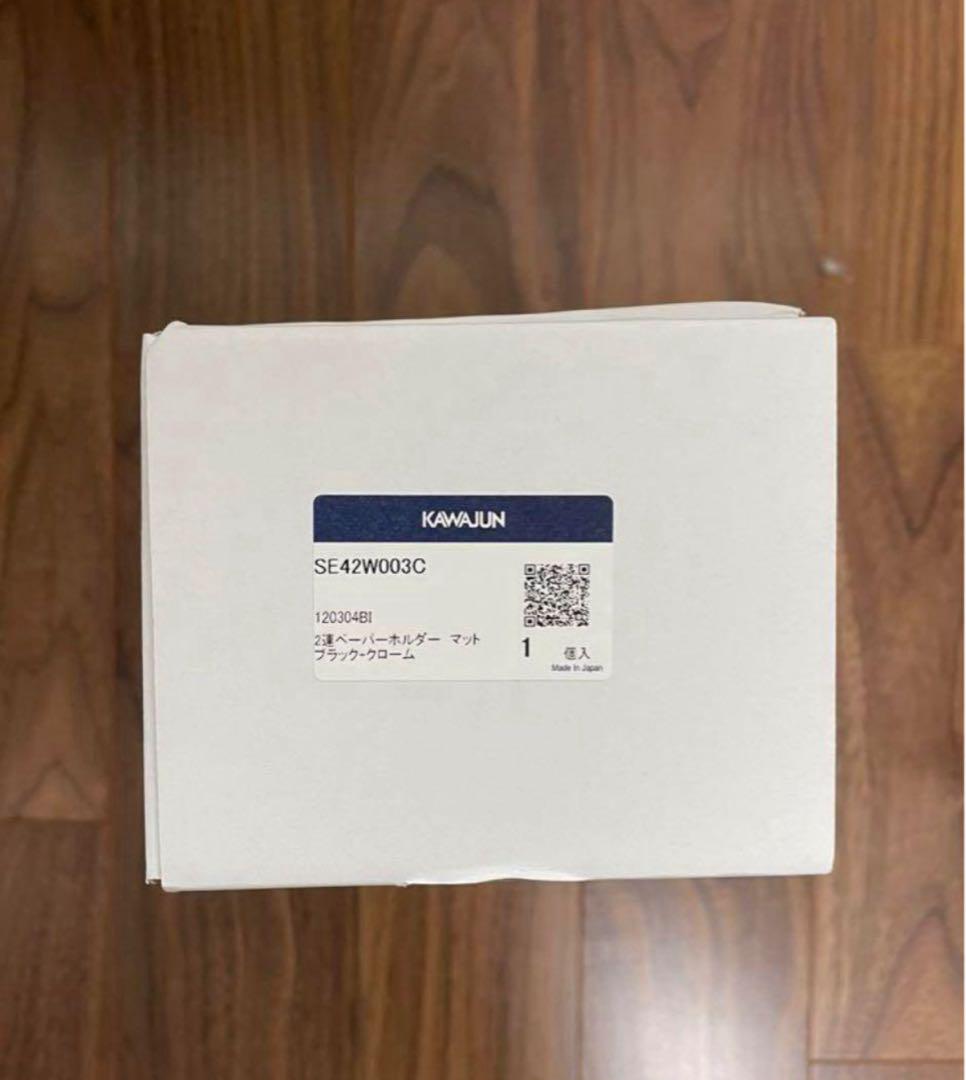 KAWAJUN
SE42W003C
120304BI
2連ペーパーホルダー マット
ブラック-クローム
1 個入
Made In Japan